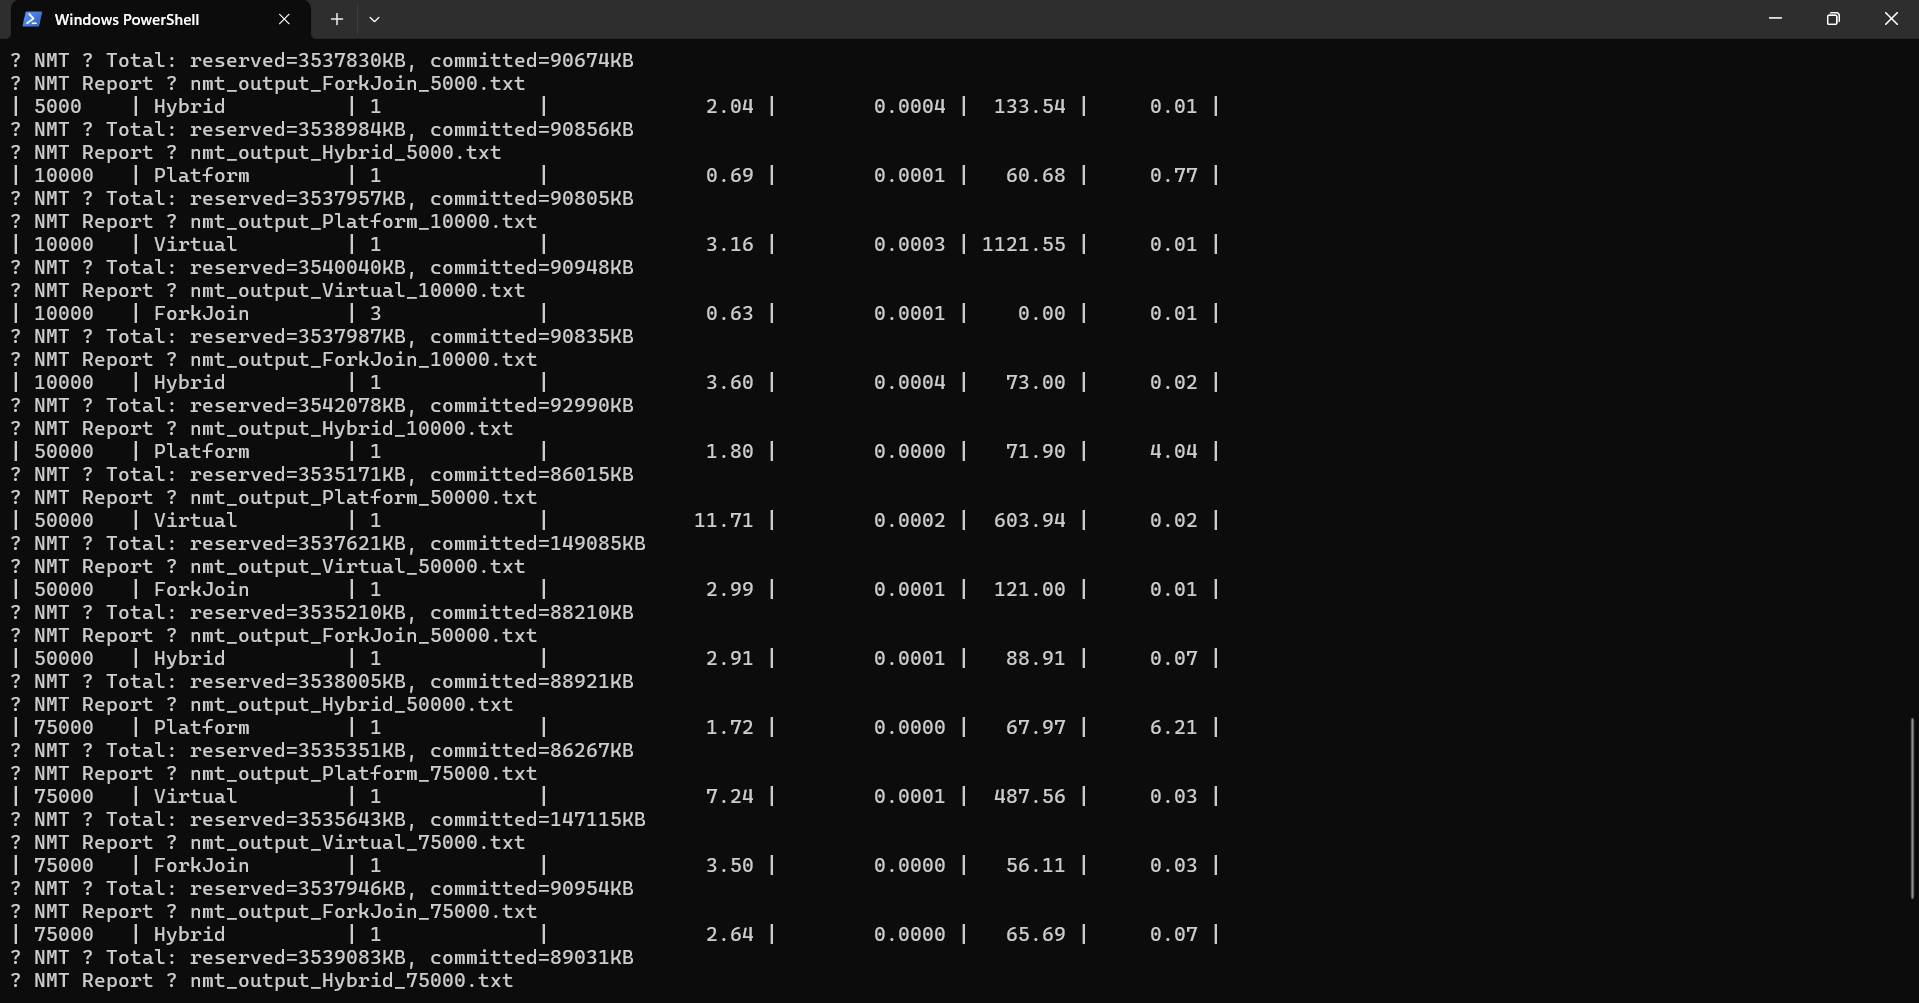 Windows PowerShell
? NMT ? Total: reserved=3537830KB, committed=90674KB
? NMT Report ? nmt_output_ForkJoin_5000.txt
| 5000    | Hybrid          | 1             |             2.04 |        0.0004 |  133.54 |     0.01 |
? NMT ? Total: reserved=3538984KB, committed=90856KB
? NMT Report ? nmt_output_Hybrid_5000.txt
| 10000   | Platform        | 1             |             0.69 |        0.0001 |   60.68 |     0.77 |
? NMT ? Total: reserved=3537957KB, committed=90805KB
? NMT Report ? nmt_output_Platform_10000.txt
| 10000   | Virtual         | 1             |             3.16 |        0.0003 | 1121.55 |     0.01 |
? NMT ? Total: reserved=3540040KB, committed=90948KB
? NMT Report ? nmt_output_Virtual_10000.txt
| 10000   | ForkJoin        | 3             |             0.63 |        0.0001 |    0.00 |     0.01 |
? NMT ? Total: reserved=3537987KB, committed=90835KB
? NMT Report ? nmt_output_ForkJoin_10000.txt
| 10000   | Hybrid          | 1             |             3.60 |        0.0004 |   73.00 |     0.02 |
? NMT ? Total: reserved=3542078KB, committed=92990KB
? NMT Report ? nmt_output_Hybrid_10000.txt
| 50000   | Platform        | 1             |             1.80 |        0.0000 |   71.90 |     4.04 |
? NMT ? Total: reserved=3535171KB, committed=86015KB
? NMT Report ? nmt_output_Platform_50000.txt
| 50000   | Virtual         | 1             |            11.71 |        0.0002 |  603.94 |     0.02 |
? NMT ? Total: reserved=3537621KB, committed=149085KB
? NMT Report ? nmt_output_Virtual_50000.txt
| 50000   | ForkJoin        | 1             |             2.99 |        0.0001 |  121.00 |     0.01 |
? NMT ? Total: reserved=3535210KB, committed=88210KB
? NMT Report ? nmt_output_ForkJoin_50000.txt
| 50000   | Hybrid          | 1             |             2.91 |        0.0001 |   88.91 |     0.07 |
? NMT ? Total: reserved=3538005KB, committed=88921KB
? NMT Report ? nmt_output_Hybrid_50000.txt
| 75000   | Platform        | 1             |             1.72 |        0.0000 |   67.97 |     6.21 |
? NMT ? Total: reserved=3535351KB, committed=86267KB
? NMT Report ? nmt_output_Platform_75000.txt
| 75000   | Virtual         | 1             |             7.24 |        0.0001 |  487.56 |     0.03 |
? NMT ? Total: reserved=3535643KB, committed=147115KB
? NMT Report ? nmt_output_Virtual_75000.txt
| 75000   | ForkJoin        | 1             |             3.50 |        0.0000 |   56.11 |     0.03 |
? NMT ? Total: reserved=3537946KB, committed=90954KB
? NMT Report ? nmt_output_ForkJoin_75000.txt
| 75000   | Hybrid          | 1             |             2.64 |        0.0000 |   65.69 |     0.07 |
? NMT ? Total: reserved=3539083KB, committed=89031KB
? NMT Report ? nmt_output_Hybrid_75000.txt